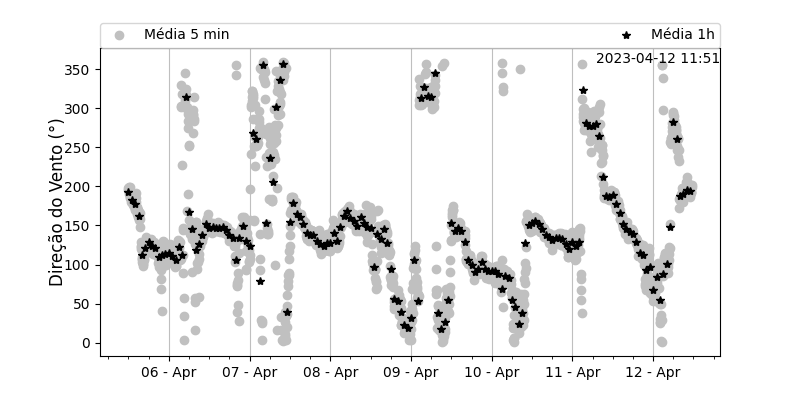 Média 5 min
Média 1h
2023-04-12 11:51
Direção do Vento (°)
350
300
250
200
150
100
50
0
06 - Apr
07 - Apr
08 - Apr
09 - Apr
10 - Apr
11 - Apr
12 - Apr